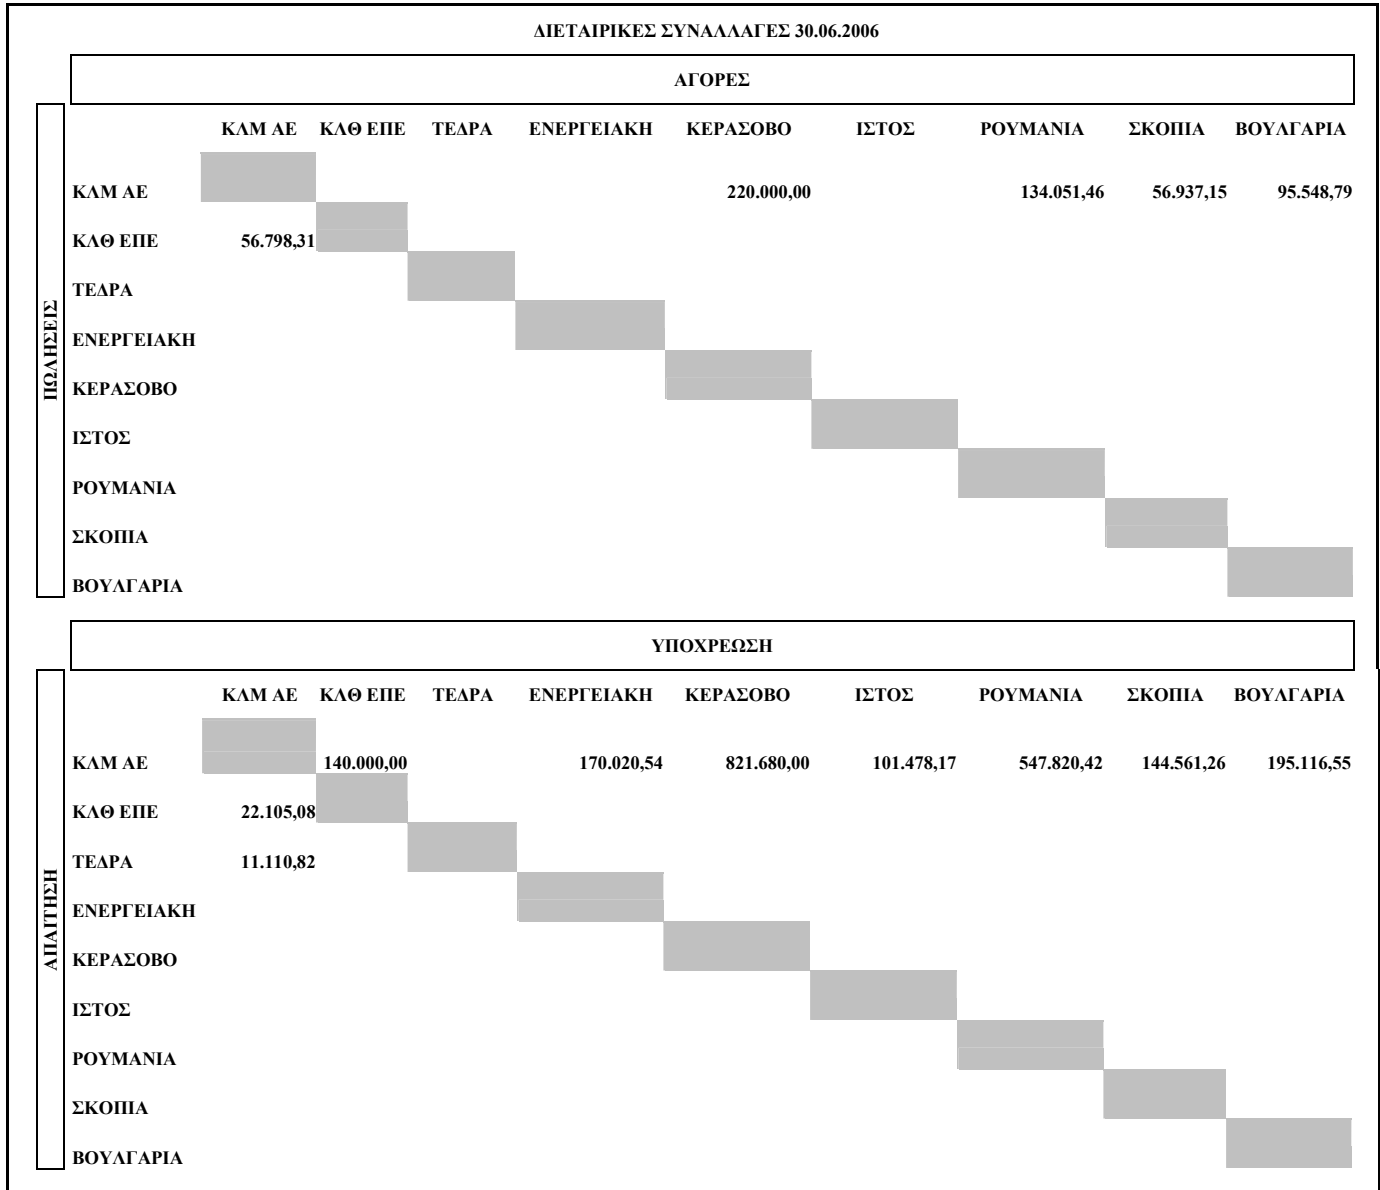 ΔΙΕΤΑΙΡΙΚΕΣ ΣΥΝΑΛΛΑΓΕΣ 30.06.2006
ΑΓΟΡΕΣ
ΠΩΛΗΣΕΙΣ
ΚΛΜ ΑΕ ΚΛΘ ΕΠΕ ΤΕΔΡΑ ΕΝΕΡΓΕΙΑΚΗ ΚΕΡΑΣΟΒΟ ΙΣΤΟΣ ΡΟΥΜΑΝΙΑ ΣΚΟΠΙΑ ΒΟΥΛΓΑΡΙΑ
ΚΛΜ ΑΕ 220.000,00 134.051,46 56.937,15 95.548,79
ΚΛΘ ΕΠΕ 56.798,31
ΤΕΔΡΑ
ΕΝΕΡΓΕΙΑΚΗ
ΚΕΡΑΣΟΒΟ
ΙΣΤΟΣ
ΡΟΥΜΑΝΙΑ
ΣΚΟΠΙΑ
ΒΟΥΛΓΑΡΙΑ
ΥΠΟΧΡΕΩΣΗ
ΑΠΑΙΤΗΣΗ
ΚΛΜ ΑΕ ΚΛΘ ΕΠΕ ΤΕΔΡΑ ΕΝΕΡΓΕΙΑΚΗ ΚΕΡΑΣΟΒΟ ΙΣΤΟΣ ΡΟΥΜΑΝΙΑ ΣΚΟΠΙΑ ΒΟΥΛΓΑΡΙΑ
ΚΛΜ ΑΕ 140.000,00 170.020,54 821.680,00 101.478,17 547.820,42 144.561,26 195.116,55
ΚΛΘ ΕΠΕ 22.105,08
ΤΕΔΡΑ 11.110,82
ΕΝΕΡΓΕΙΑΚΗ
ΚΕΡΑΣΟΒΟ
ΙΣΤΟΣ
ΡΟΥΜΑΝΙΑ
ΣΚΟΠΙΑ
ΒΟΥΛΓΑΡΙΑ